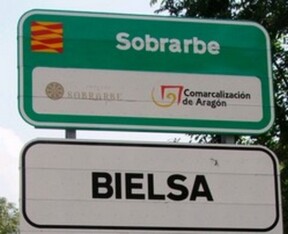 Sobrarbe
SOBRARBE
Comarcalización
de Aragón
BIELSA